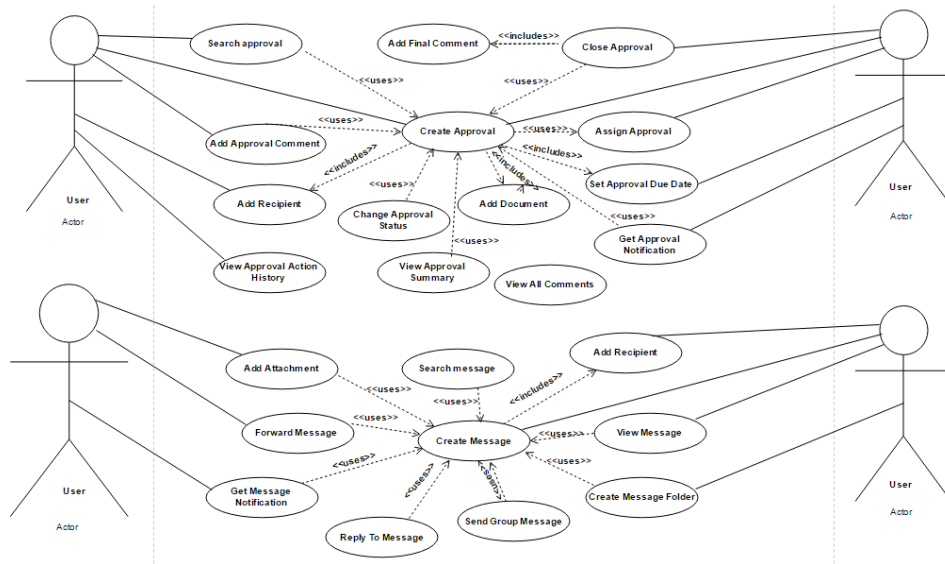 Search approval
Add Final Comment
<<includes>>
Close Approval
<<uses>>
<<uses>>
<<uses>>
Create Approval
<<uses>>
Assign Approval
Add Approval Comment
<<includes>>
<<includes>>
<<includes>>
Set Approval Due Date
<<uses>>
User
Actor
Add Recipient
Change Approval
Status
Add Document
<<uses>>
User
Actor
<<uses>>
Get Approval
Notification
View Approval Action
History
View Approval
Summary
View All Comments
Add Attachment
Search message
Add Recipient
<<uses>>
<<uses>>
<<includes>>
<<uses>>
Forward Message
Create Message
<<uses>>
View Message
<<uses>>
<<uses>>
<<uses>>
<<uses>>
User
Actor
Get Message
Notification
Create Message Folder
User
Actor
Send Group Message
Reply To Message